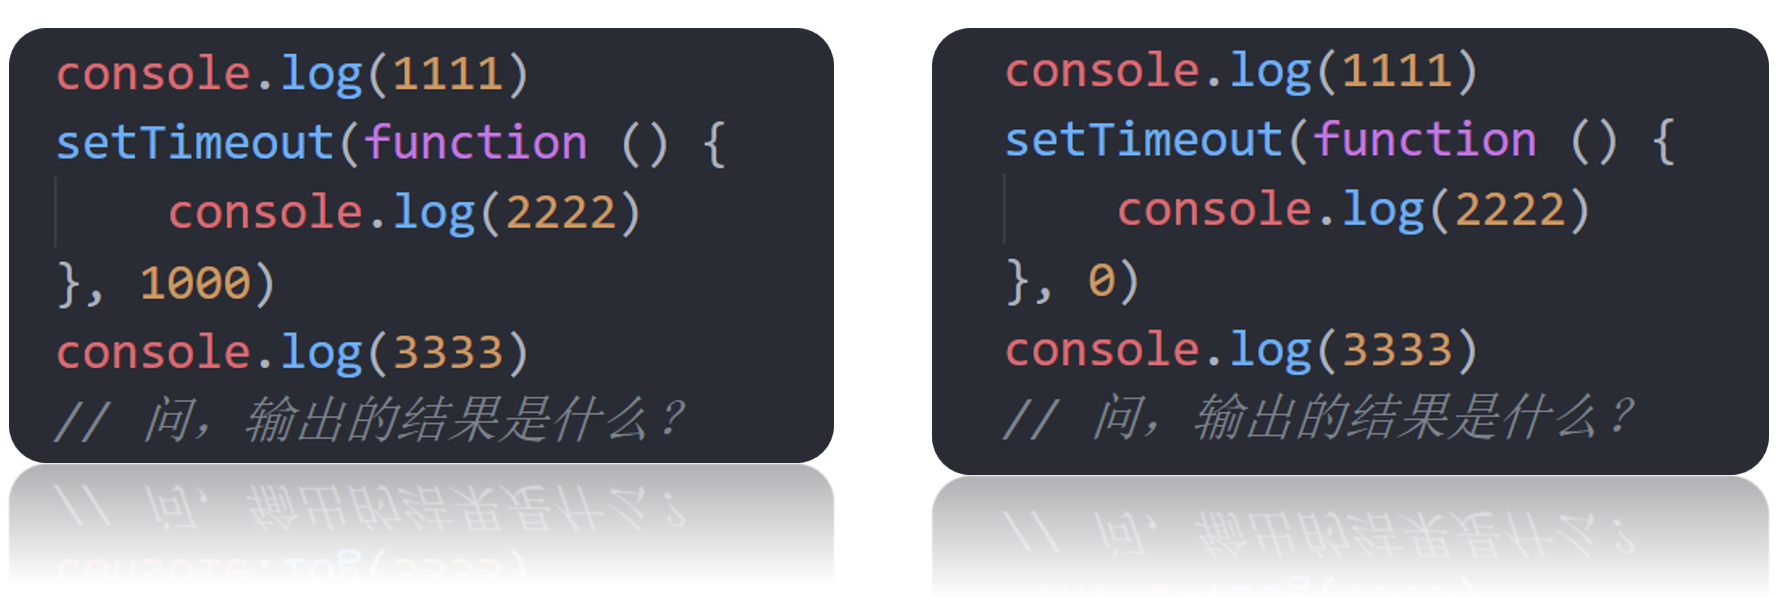 console.log(1111)
setTimeout(function () {
    console.log(2222)
}, 1000)
console.log(3333)
// 问，输出的结果是什么？
console.log(1111)
setTimeout(function () {
    console.log(2222)
}, 0)
console.log(3333)
// 问，输出的结果是什么？